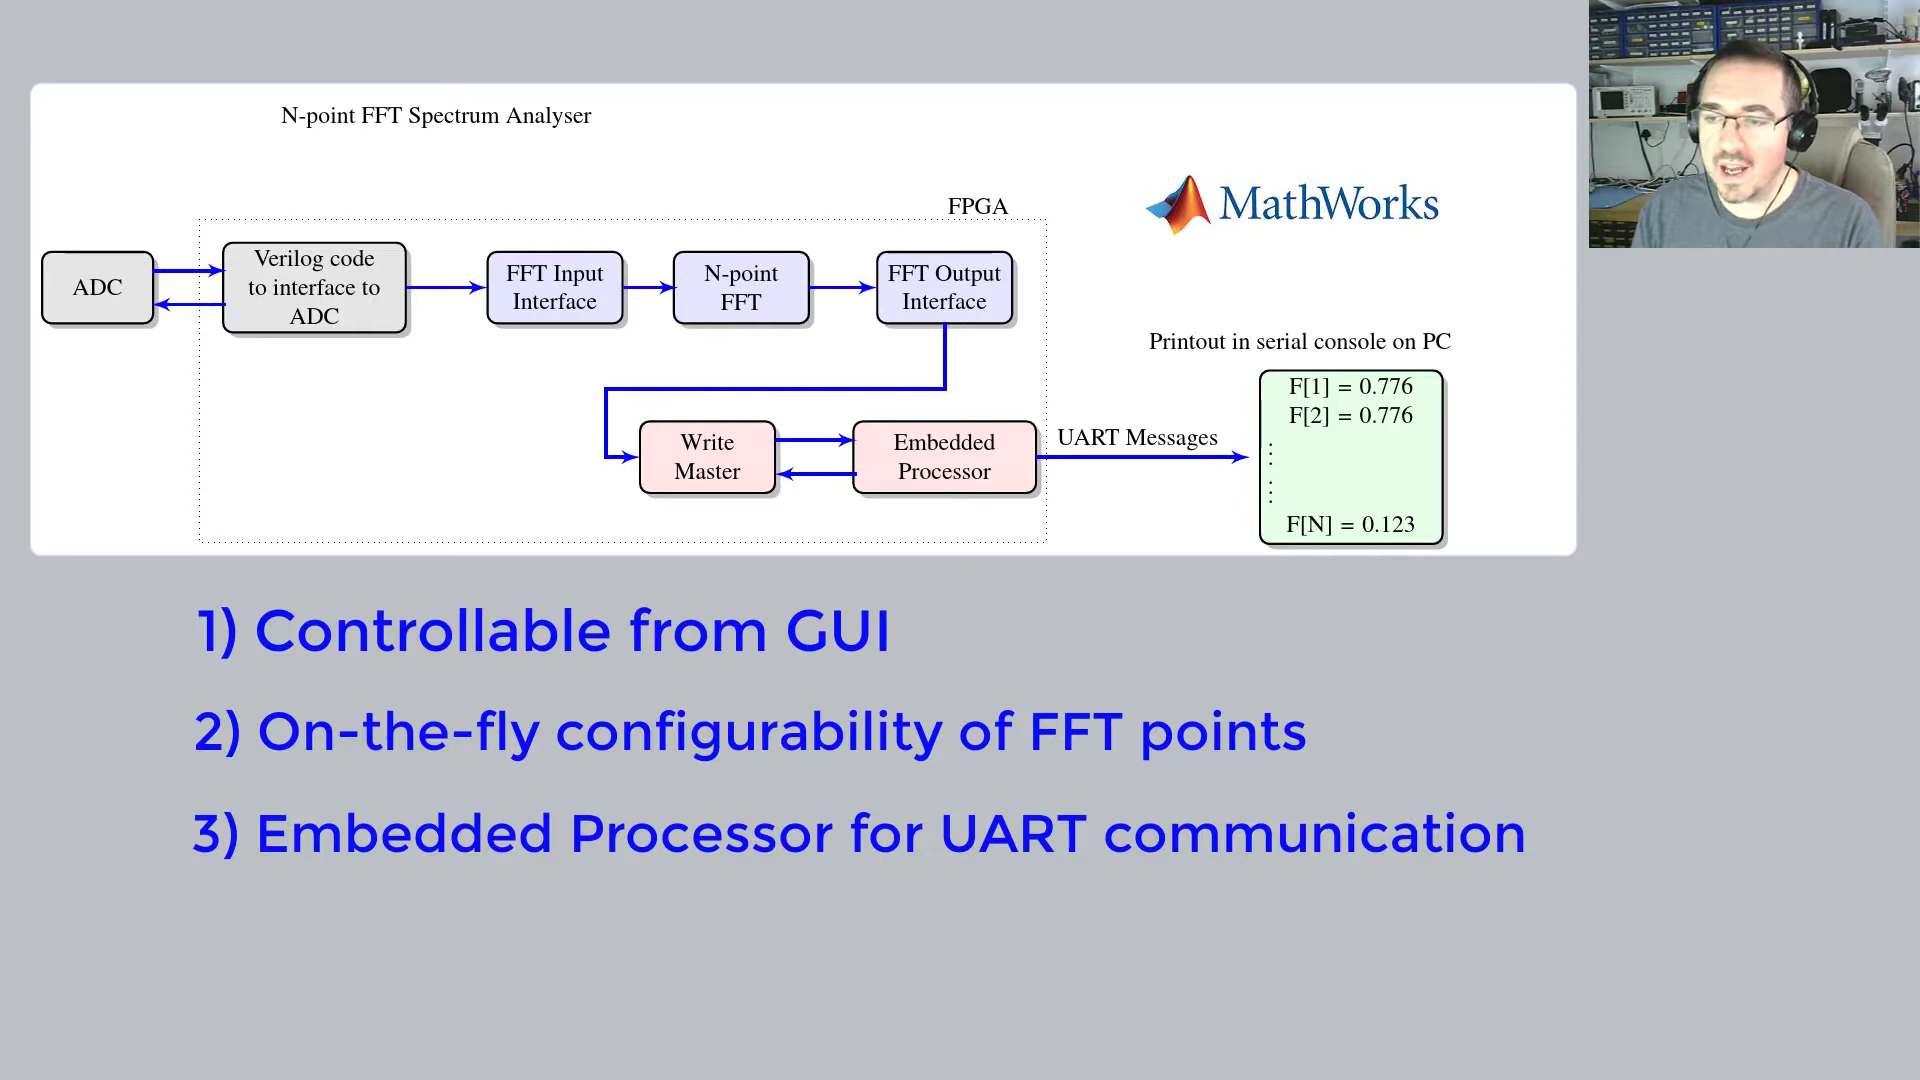 N-point FFT Spectrum Analyser
MathWorks
FPGA
ADC
Verilog code
to interface to
ADC
FFT Input
Interface
N-point
FFT
FFT Output
Interface
Write
Master
Embedded
Processor
UART Messages
Printout in serial console on PC
F[1] = 0.776
F[2] = 0.776
F[N] = 0.123
1) Controllable from GUI
2) On-the-fly configurability of FFT points
3) Embedded Processor for UART communication